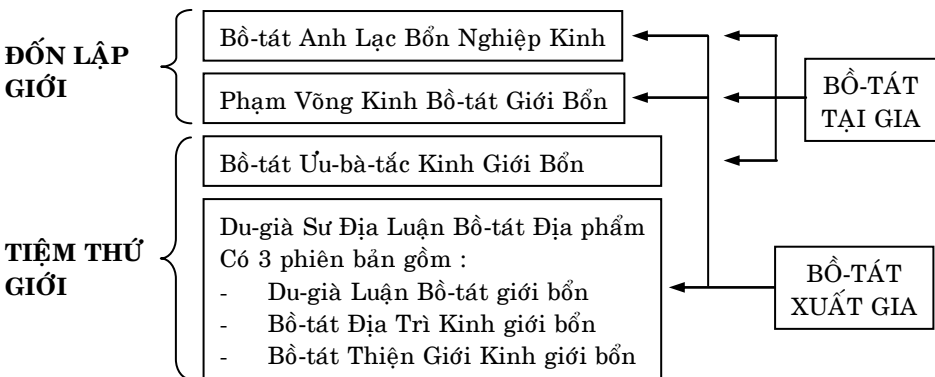 ĐỐN LẬP
GIỚI
Bồ-tát Anh Lạc Bổn Nghiệp Kinh
Phạm Võng Kinh Bồ-tát Giới Bổn
BỒ-TÁT
TẠI GIA
TIỆM THỨ
GIỚI
Bồ-tát Ưu-bà-tắc Kinh Giới Bổn
Du-già Sư Địa Luận Bồ-tát Địa phẩm
Có 3 phiên bản gồm :
- Du-già Luận Bồ-tát giới bổn
- Bồ-tát Địa Trì Kinh giới bổn
- Bồ-tát Thiện Giới Kinh giới bổn
BỒ-TÁT
XUẤT GIA